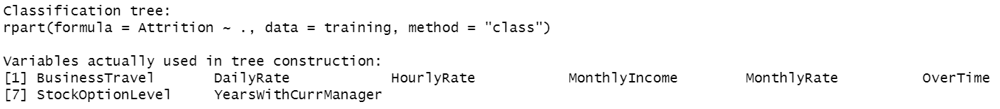 Classification tree:
rpart(formula = Attrition ~ ., data = training, method = "class")
Variables actually used in tree construction:
[1] BusinessTravel       DailyRate            HourlyRate           MonthlyIncome        MonthlyRate          OverTime
[7] StockOptionLevel     YearsWithCurrManager